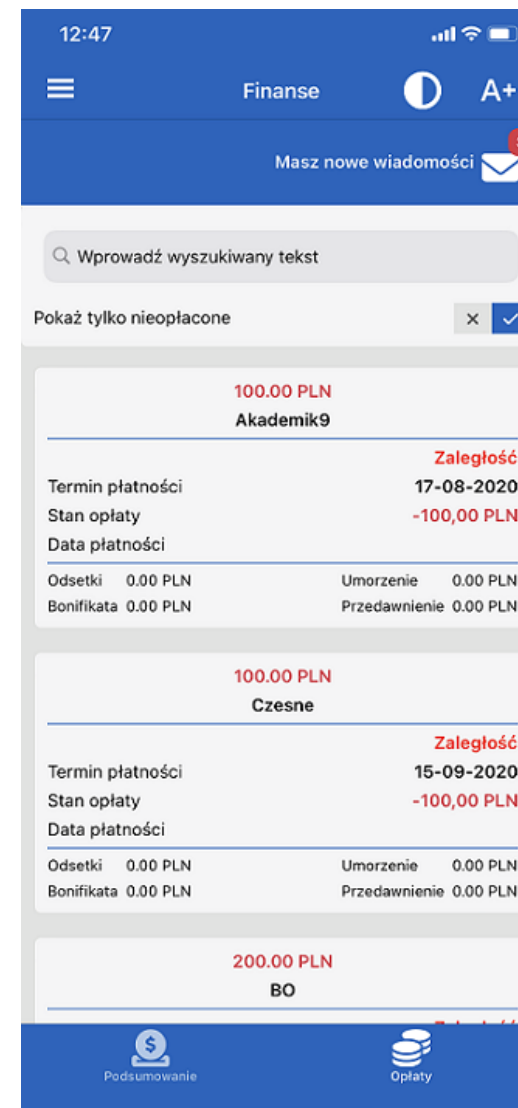 12:47
Finanse A+
Masz nowe wiadomości
Wprowadź wyszukiwany tekst
Pokaż tylko nieopłacone
100.00 PLN
Akademik9
Zaległość
Termin płatności 17-08-2020
Stan opłaty -100,00 PLN
Data płatności
Odsetki 0.00 PLN Umorzenie 0.00 PLN
Bonifikata 0.00 PLN Przedawnienie 0.00 PLN
100.00 PLN
Czesne
Zaległość
Termin płatności 15-09-2020
Stan opłaty -100,00 PLN
Data płatności
Odsetki 0.00 PLN Umorzenie 0.00 PLN
Bonifikata 0.00 PLN Przedawnienie 0.00 PLN
200.00 PLN
BO
Podsumowanie Opłaty